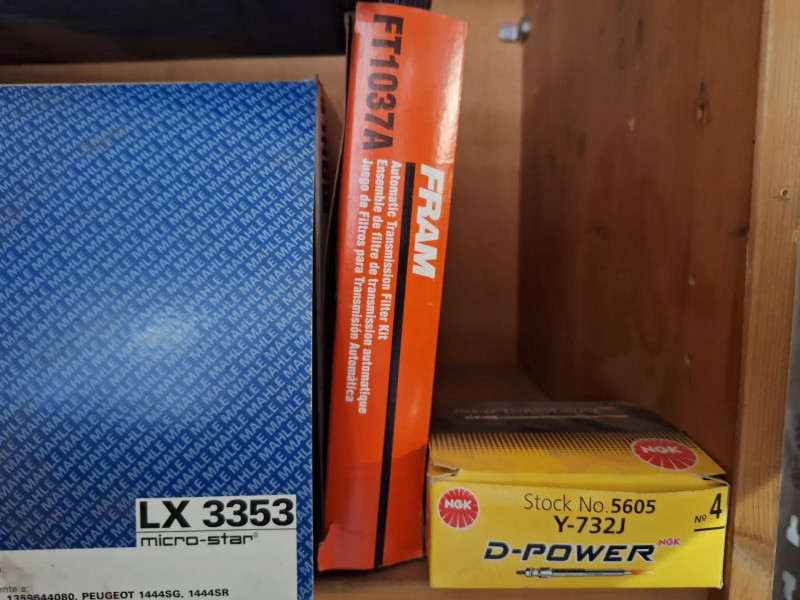 MAHLE
LX 3353
micro-star®
1359644080, PEUGEOT 1444SG, 1444SR
FT1037A
FRAM
Automatic Transmission Filter Kit
Ensemble de filtre de transmission automatique
Juego de Filtros para Transmisión Automática
NGK
NGK
Stock No.5605
Y-732J
Nº 4
D-POWER NGK